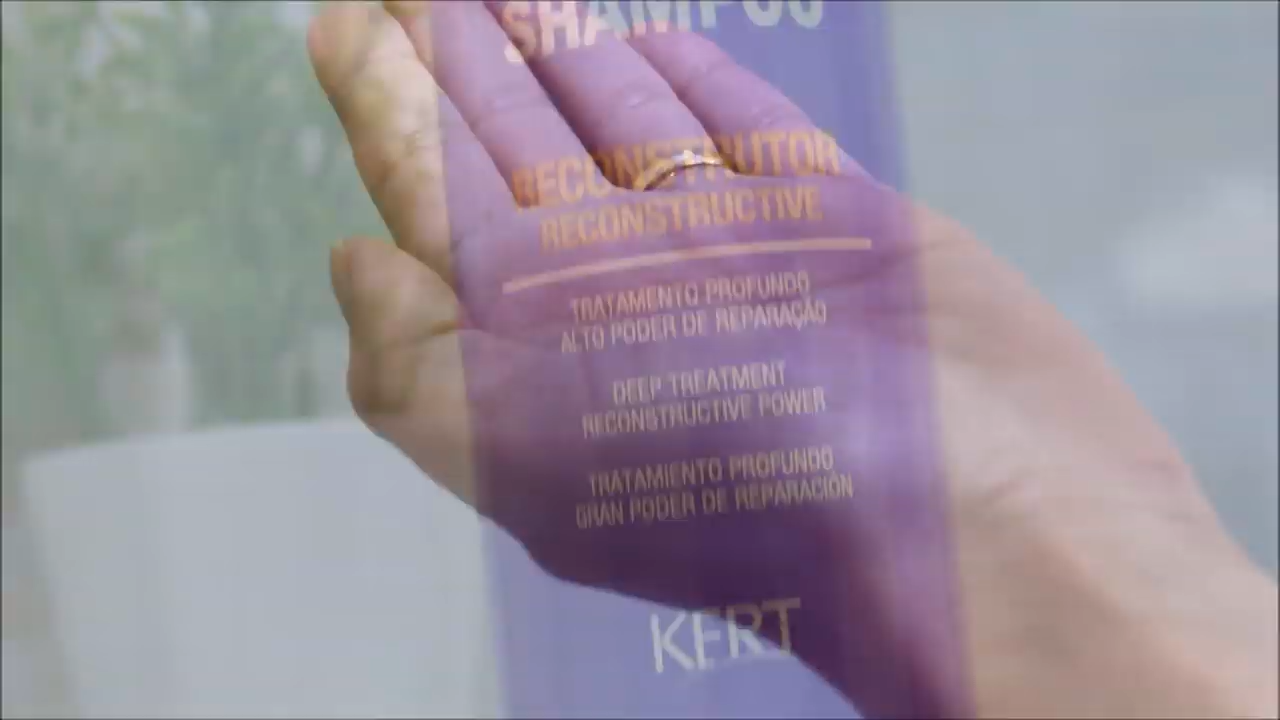 SHAMPOO
RECONSTRUTOR
RECONSTRUCTIVE
TRATAMENTO PROFUNDO
ALTO PODER DE REPARAÇÃO
DEEP TREATMENT
RECONSTRUCTIVE POWER
TRATAMIENTO PROFUNDO
GRAN PODER DE REPARACIÓN
KERT